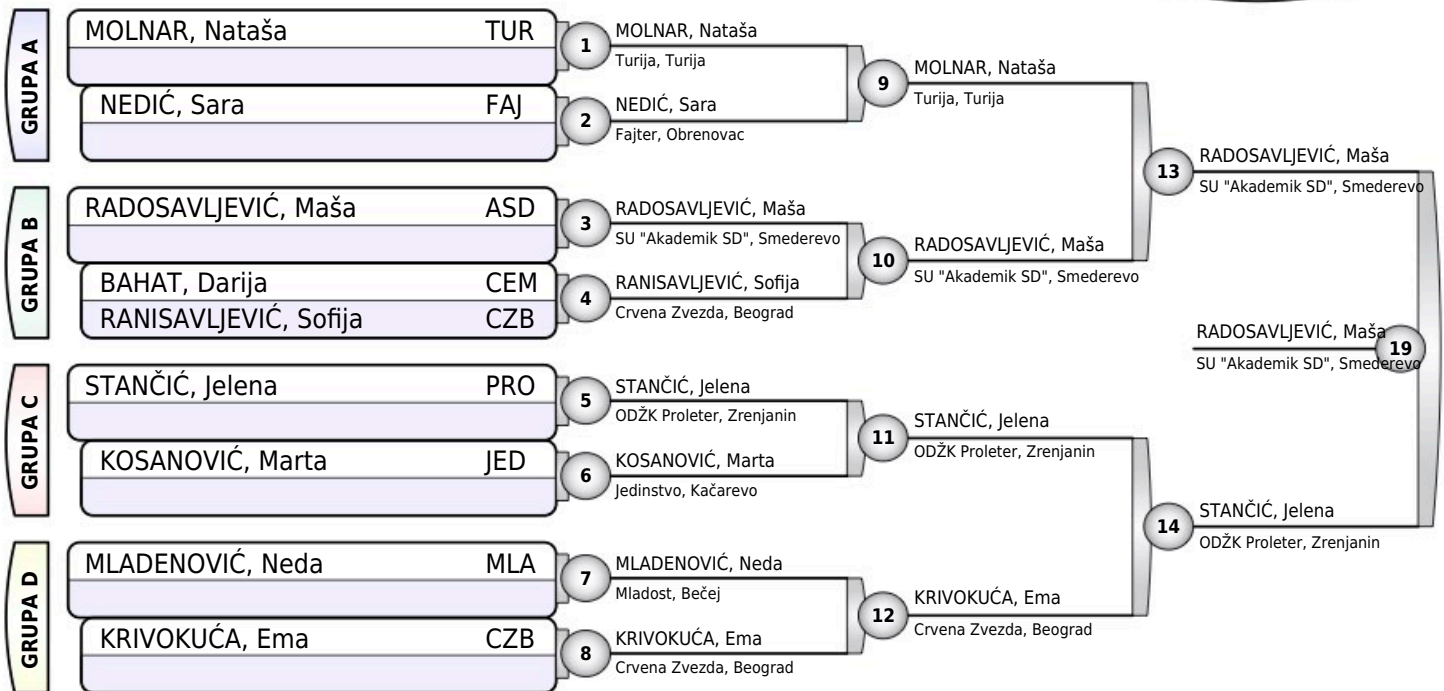 GRUPA A
MOLNAR, Nataša TUR
NEDIĆ, Sara FAJ
GRUPA B
RADOSAVLJEVIĆ, Maša ASD
BAHAT, Darija CEM
RANISAVLJEVIĆ, Sofija CZB
GRUPA C
STANČIĆ, Jelena PRO
KOSANOVIĆ, Marta JED
GRUPA D
MLADENOVIĆ, Neda MLA
KRIVOKUĆA, Ema CZB
1
MOLNAR, Nataša
Turija, Turija
2
NEDIĆ, Sara
Fajter, Obrenovac
3
RADOSAVLJEVIĆ, Maša
SU "Akademik SD", Smederevo
4
RANISAVLJEVIĆ, Sofija
Crvena Zvezda, Beograd
5
STANČIĆ, Jelena
ODŽK Proleter, Zrenjanin
6
KOSANOVIĆ, Marta
Jedinstvo, Kačarevo
7
MLADENOVIĆ, Neda
Mladost, Bečej
8
KRIVOKUĆA, Ema
Crvena Zvezda, Beograd
9
MOLNAR, Nataša
Turija, Turija
10
RADOSAVLJEVIĆ, Maša
SU "Akademik SD", Smederevo
11
STANČIĆ, Jelena
ODŽK Proleter, Zrenjanin
12
KRIVOKUĆA, Ema
Crvena Zvezda, Beograd
13
RADOSAVLJEVIĆ, Maša
SU "Akademik SD", Smederevo
14
STANČIĆ, Jelena
ODŽK Proleter, Zrenjanin
RADOSAVLJEVIĆ, Maša
19
SU "Akademik SD", Smederevo